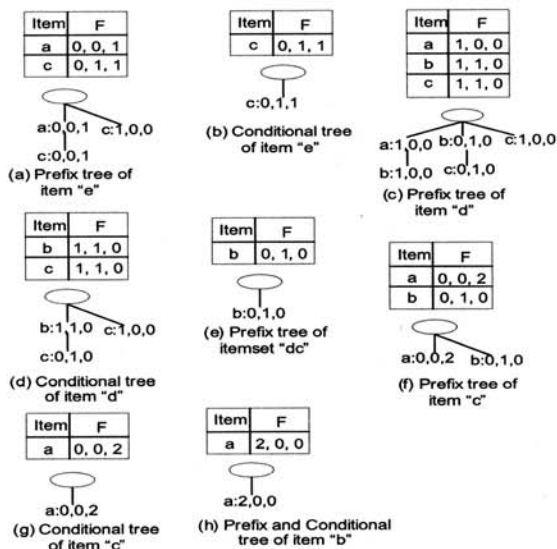 Item F
a 0, 0, 1
c 0, 1, 1
a:0,0,1
c:1,0,0
c:0,0,1
(a) Prefix tree of
item "e"
Item F
c 0, 1, 1
c:0,1,1
(b) Conditional tree
of item "e"
Item F
a 1, 0, 0
b 1, 1, 0
c 1, 1, 0
a:1,0,0
b:0,1,0
c:1,0,0
b:1,0,0
c:0,1,0
(c) Prefix tree of
item "d"
Item F
b 1, 1, 0
c 1, 1, 0
b:1,1,0
c:1,0,0
c:0,1,0
(d) Conditional tree
of item "d"
Item F
b 0, 1, 0
b:0,1,0
(e) Prefix tree of
itemset "dc"
Item F
a 0, 0, 2
b 0, 1, 0
a:0,0,2
b:0,1,0
(f) Prefix tree of
item "c"
Item F
a 0, 0, 2
a:0,0,2
(g) Conditional tree
of item "c"
Item F
a 2, 0, 0
a:2,0,0
(h) Prefix and Conditional
tree of item "b"